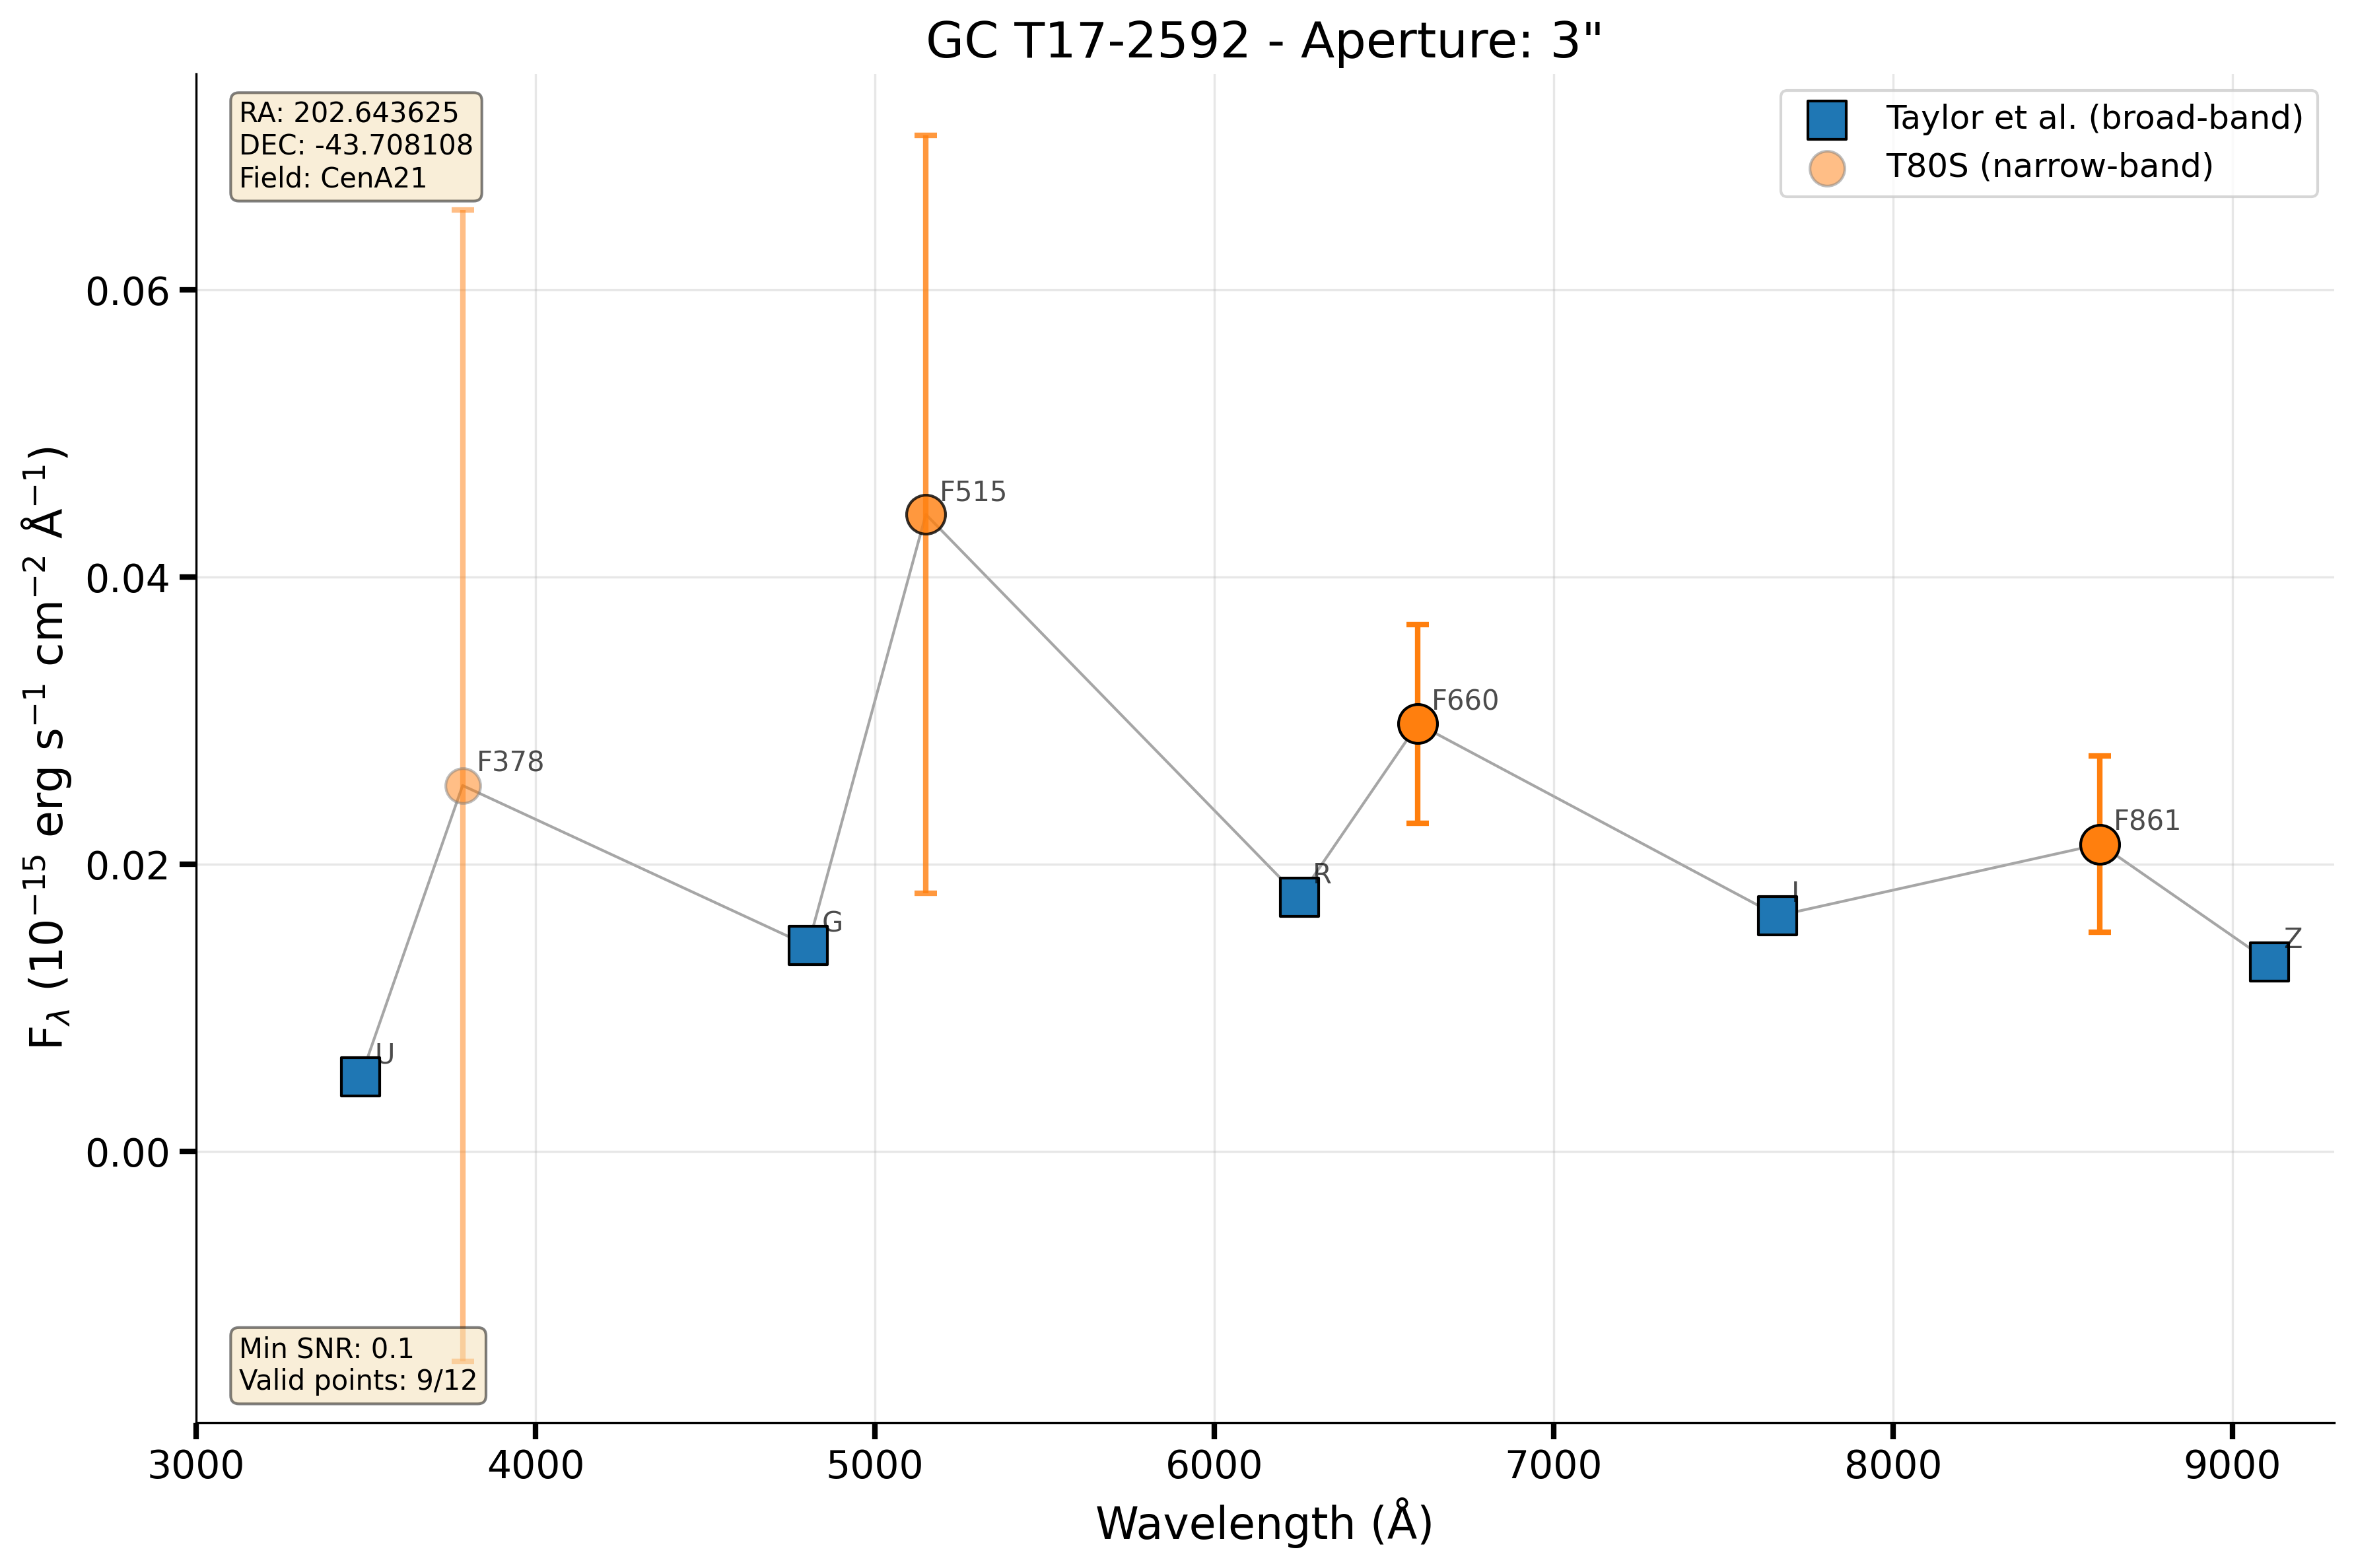 GC T17-2592 - Aperture: 3"
RA: 202.643625
DEC: -43.708108
Field: CenA21
Taylor et al. (broad-band)
T80S (narrow-band)
F$_{\lambda}$ (10$^{-15}$ erg s$^{-1}$ cm$^{-2}$ Å$^{-1}$)
0.06
0.04
0.02
0.00
U
F378
G
F515
R
F660
I
F861
Z
Min SNR: 0.1
Valid points: 9/12
3000 4000 5000 6000 7000 8000 9000
Wavelength (Å)